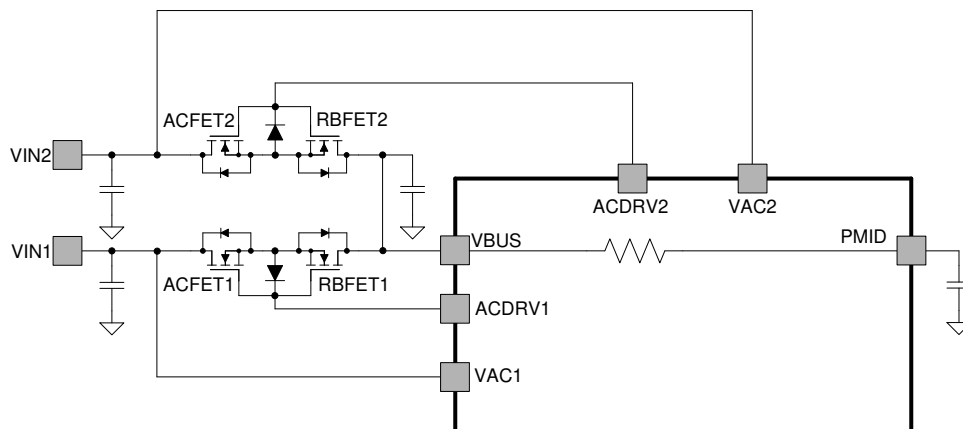 ACFET2
RBFET2
VIN2
ACDRV2
VAC2
VIN1
VBUS
PMID
ACFET1
RBFET1
ACDRV1
VAC1